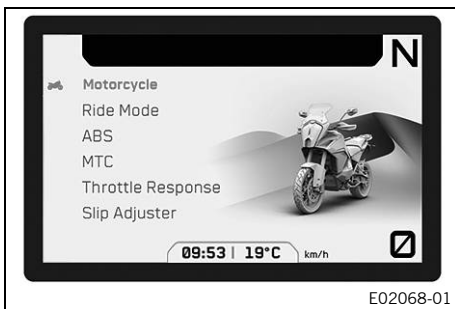 N
Motorcycle
Ride Mode
ABS
MTC
Throttle Response
Slip Adjuster
09:53 | 19°C km/h
E02068-01